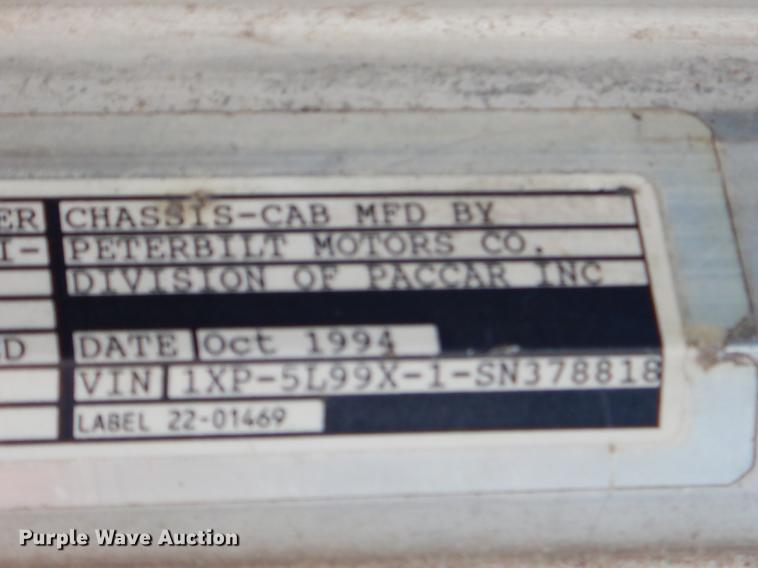 ER CHASSIS-CAB MFD BY
I- PETERBILT MOTORS CO.
DIVISION OF PACCAR INC
ED DATE Oct 1994
VIN 1XP-5L99X-1-SN378818
LABEL 22-01469
Purple Wave Auction